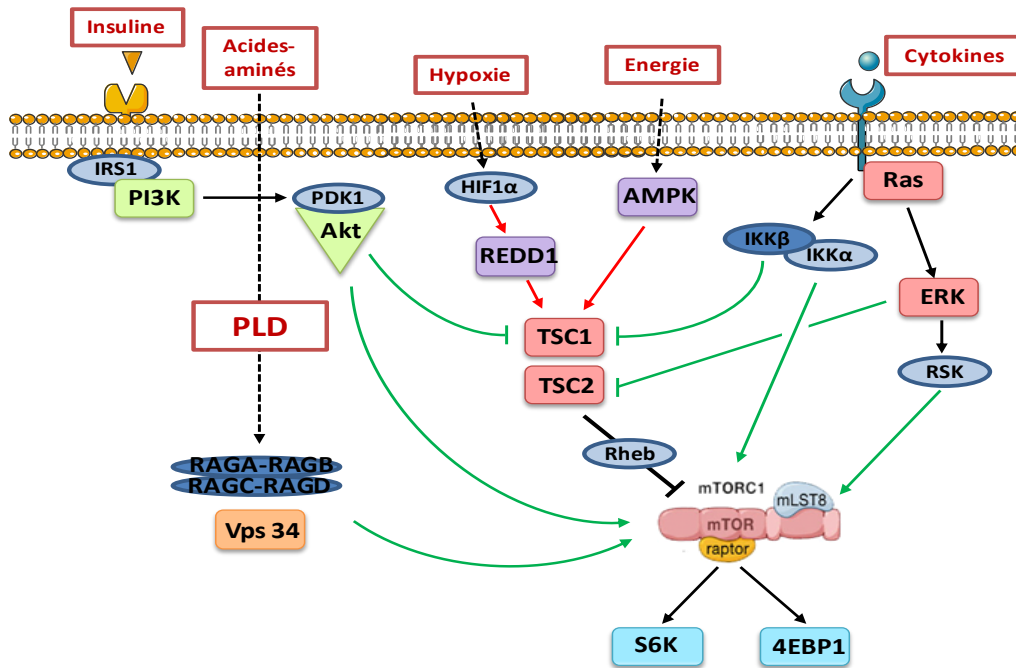 Insuline
Acides-
aminés
Hypoxie
Energie
Cytokines
IRS1
PI3K
PDK1
Akt
HIF1α
AMPK
Ras
REDD1
IKKβ
IKKα
ERK
PLD
TSC1
TSC2
RSK
Rheb
RAGA-RAGB
RAGC-RAGD
Vps 34
mTORC1
mLST8
mTOR
raptor
S6K
4EBP1